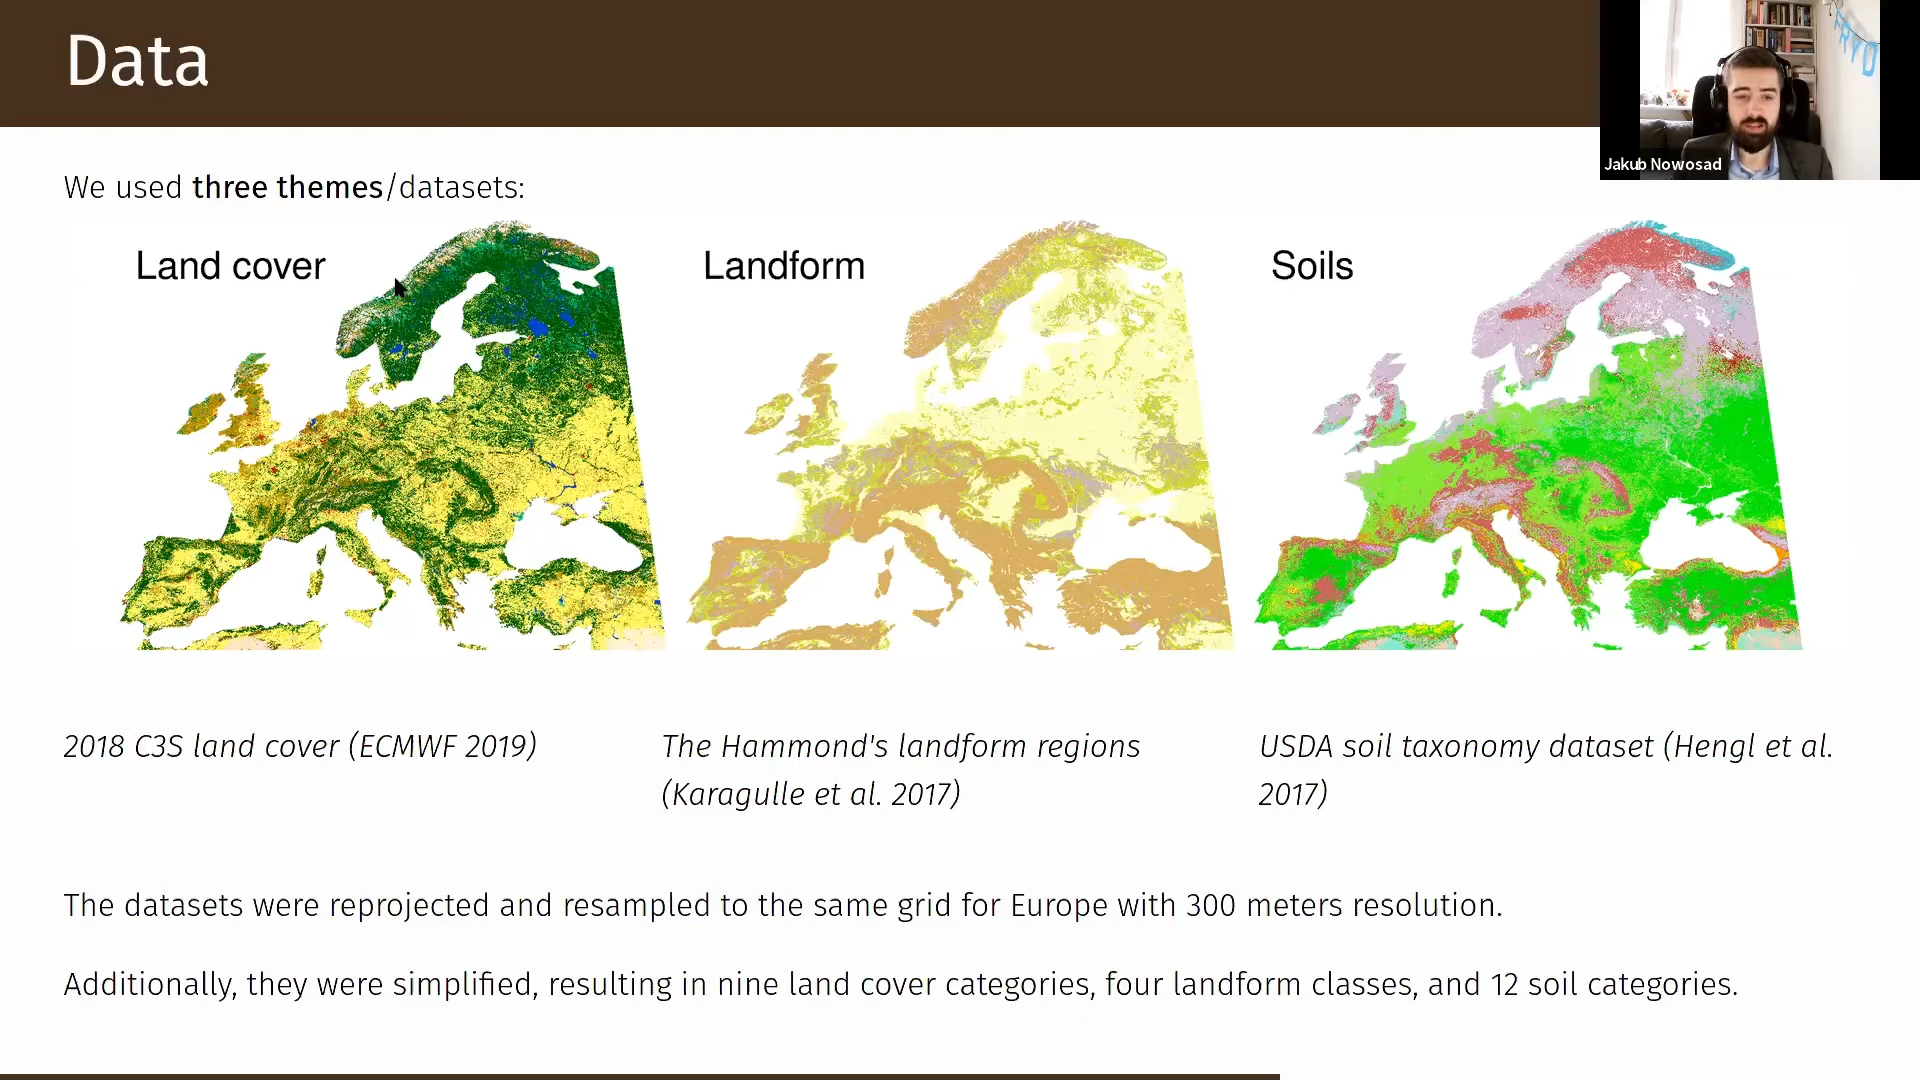 Data
Jakub Nowosad
We used three themes/datasets:
Land cover
Landform
Soils
2018 C3S land cover (ECMWF 2019)
The Hammond's landform regions
(Karagulle et al. 2017)
USDA soil taxonomy dataset (Hengl et al.
2017)
The datasets were reprojected and resampled to the same grid for Europe with 300 meters resolution.
Additionally, they were simplified, resulting in nine land cover categories, four landform classes, and 12 soil categories.